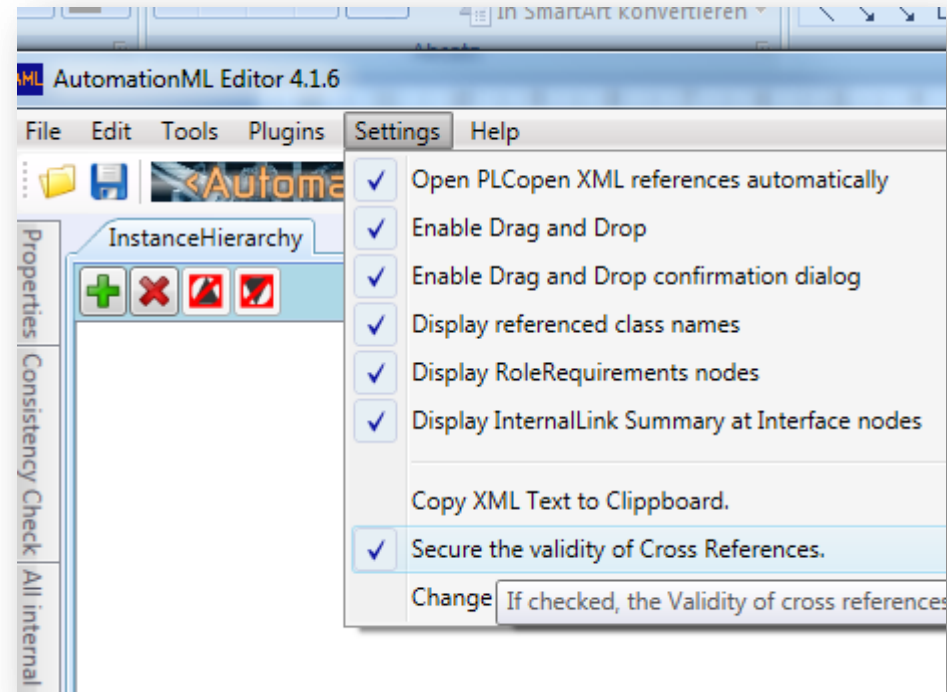 In SmartArt konvertieren
Absatz
AML AutomationML Editor 4.1.6
File Edit Tools Plugins Settings Help
<Automa
Open PLCopen XML references automatically
InstanceHierarchy
Enable Drag and Drop
Enable Drag and Drop confirmation dialog
Display referenced class names
Display RoleRequirements nodes
Display InternalLink Summary at Interface nodes
Copy XML Text to Clippboard.
Secure the validity of Cross References.
Change
If checked, the Validity of cross references
Properties
Consistency Check
All internal